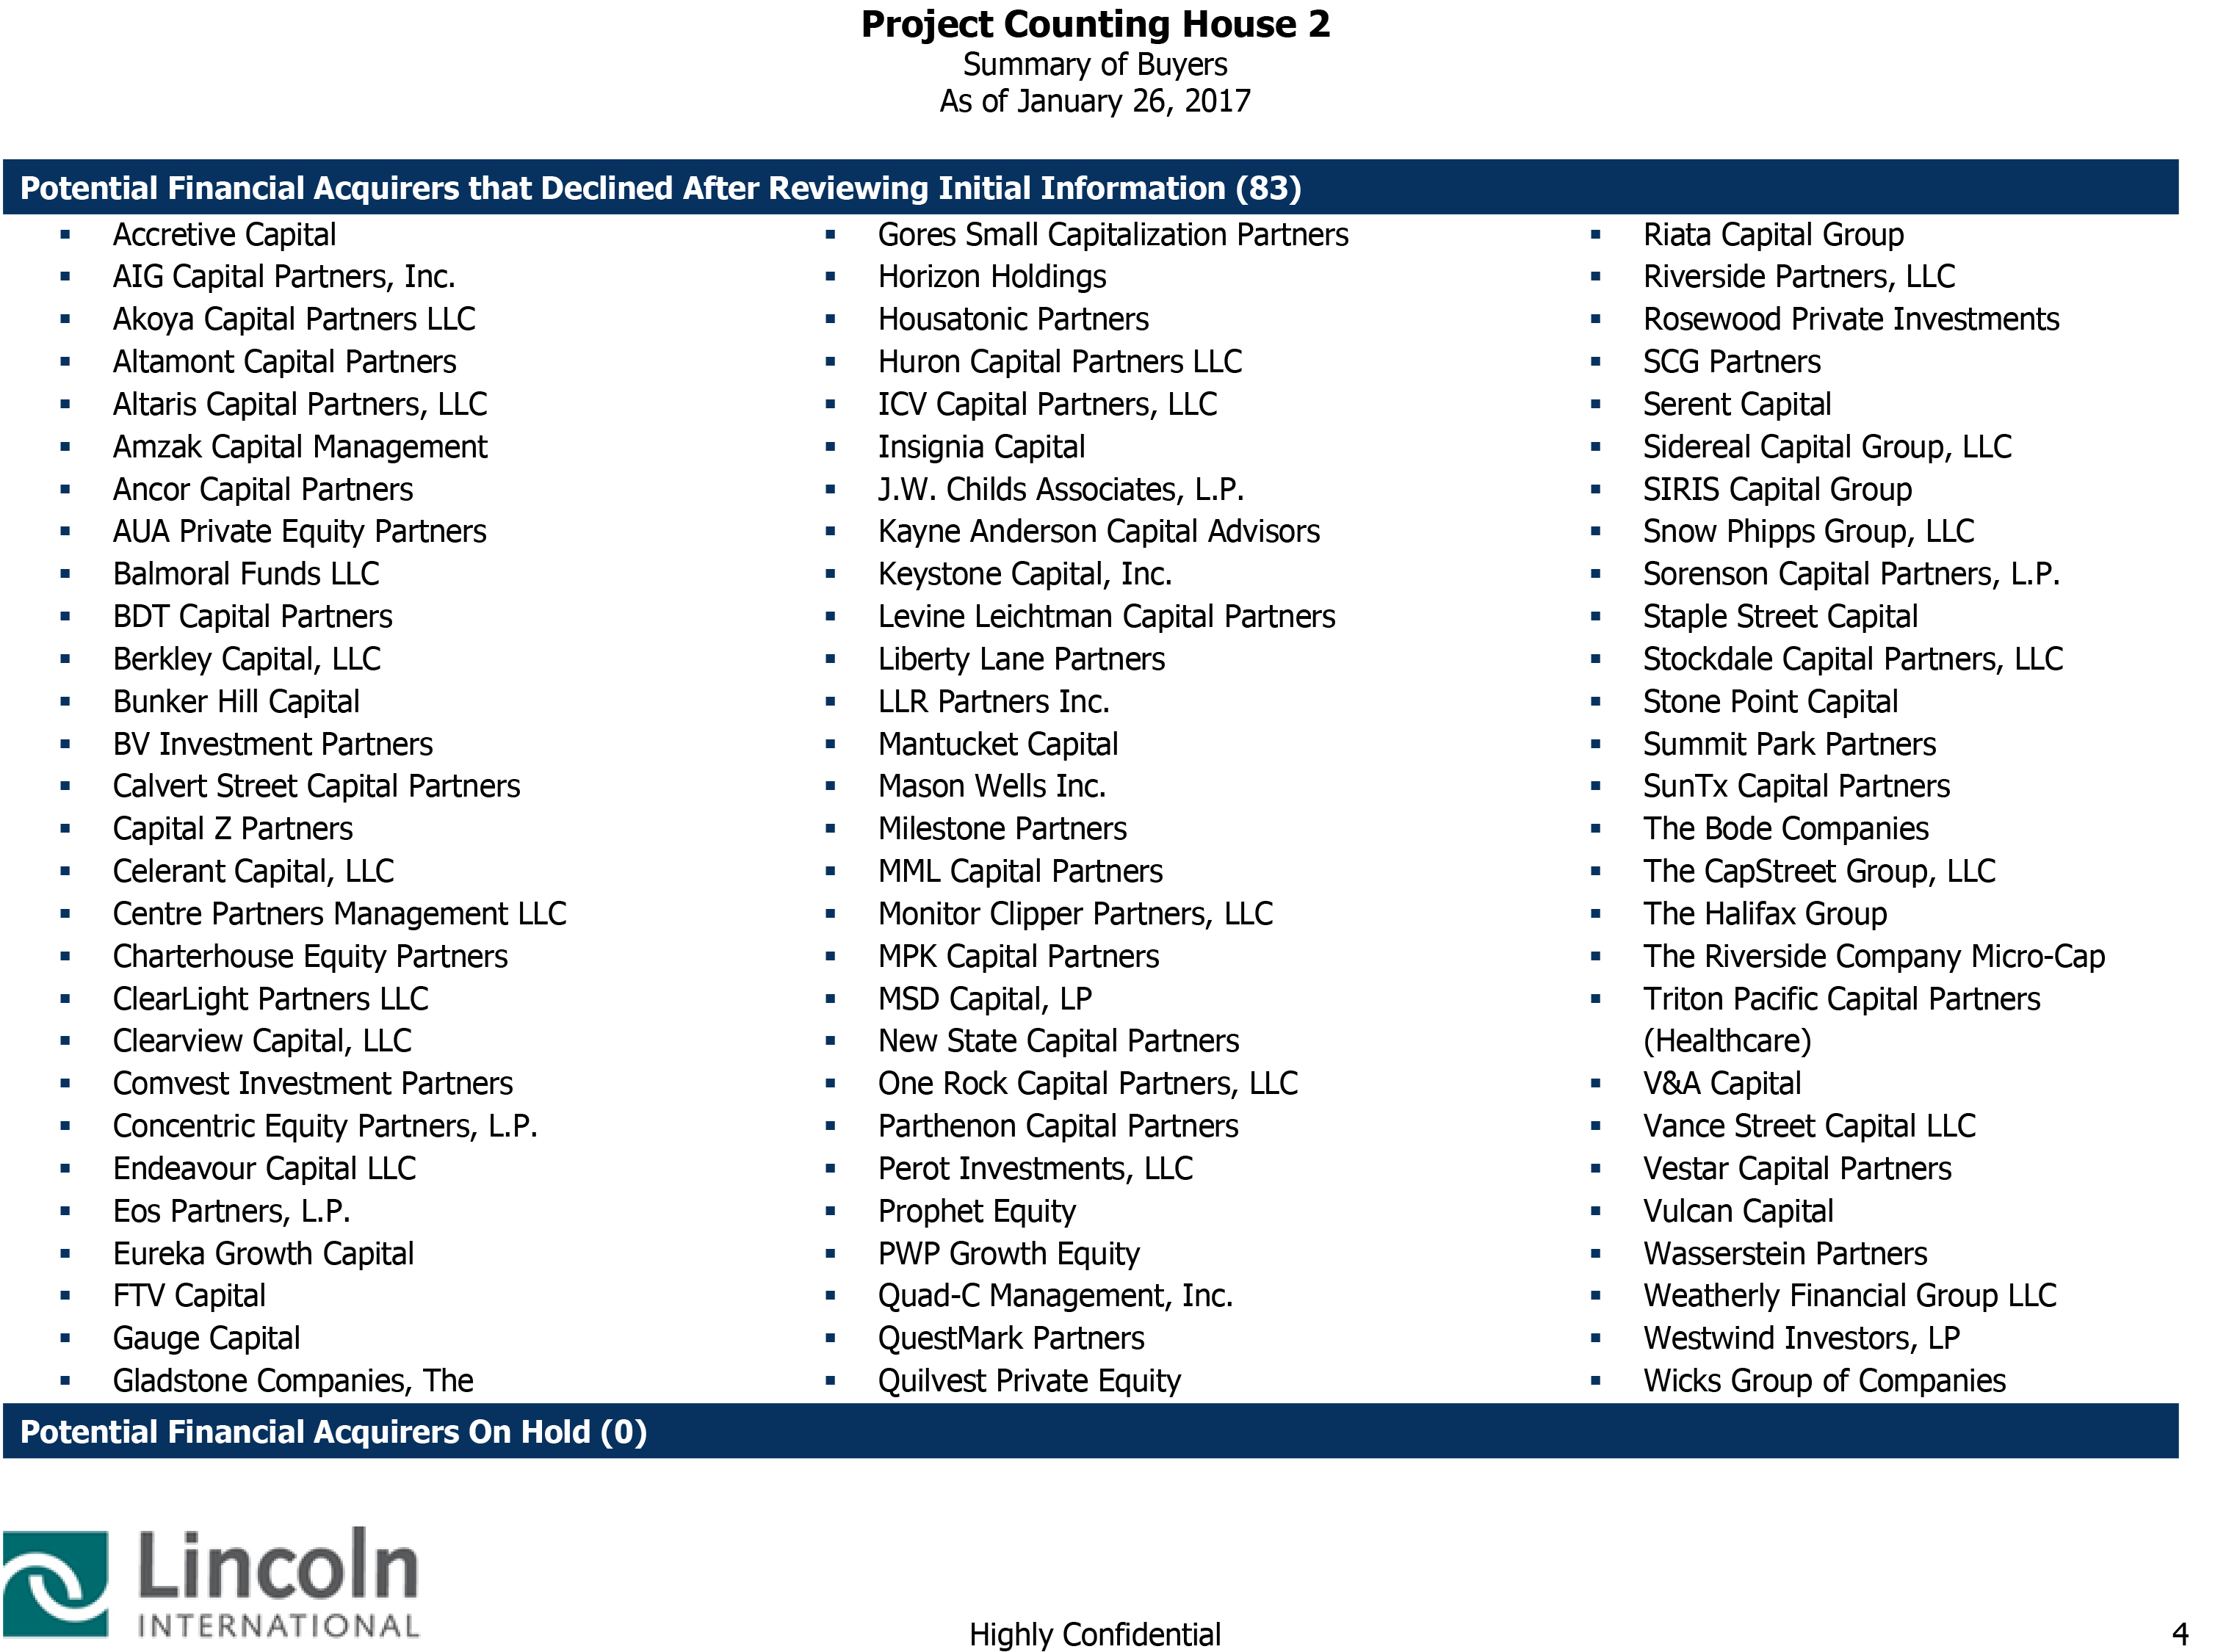 Project Counting House 2
Summary of Buyers
As of January 26, 2017
Potential Financial Acquirers that Declined After Reviewing Initial Information (83)
▪ Accretive Capital
▪ AIG Capital Partners, Inc.
▪ Akoya Capital Partners LLC
▪ Altamont Capital Partners
▪ Altaris Capital Partners, LLC
▪ Amzak Capital Management
▪ Ancor Capital Partners
▪ AUA Private Equity Partners
▪ Balmoral Funds LLC
▪ BDT Capital Partners
▪ Berkley Capital, LLC
▪ Bunker Hill Capital
▪ BV Investment Partners
▪ Calvert Street Capital Partners
▪ Capital Z Partners
▪ Celerant Capital, LLC
▪ Centre Partners Management LLC
▪ Charterhouse Equity Partners
▪ ClearLight Partners LLC
▪ Clearview Capital, LLC
▪ Comvest Investment Partners
▪ Concentric Equity Partners, L.P.
▪ Endeavour Capital LLC
▪ Eos Partners, L.P.
▪ Eureka Growth Capital
▪ FTV Capital
▪ Gauge Capital
▪ Gladstone Companies, The
▪ Gores Small Capitalization Partners
▪ Horizon Holdings
▪ Housatonic Partners
▪ Huron Capital Partners LLC
▪ ICV Capital Partners, LLC
▪ Insignia Capital
▪ J.W. Childs Associates, L.P.
▪ Kayne Anderson Capital Advisors
▪ Keystone Capital, Inc.
▪ Levine Leichtman Capital Partners
▪ Liberty Lane Partners
▪ LLR Partners Inc.
▪ Mantucket Capital
▪ Mason Wells Inc.
▪ Milestone Partners
▪ MML Capital Partners
▪ Monitor Clipper Partners, LLC
▪ MPK Capital Partners
▪ MSD Capital, LP
▪ New State Capital Partners
▪ One Rock Capital Partners, LLC
▪ Parthenon Capital Partners
▪ Perot Investments, LLC
▪ Prophet Equity
▪ PWP Growth Equity
▪ Quad-C Management, Inc.
▪ QuestMark Partners
▪ Quilvest Private Equity
▪ Riata Capital Group
▪ Riverside Partners, LLC
▪ Rosewood Private Investments
▪ SCG Partners
▪ Serent Capital
▪ Sidereal Capital Group, LLC
▪ SIRIS Capital Group
▪ Snow Phipps Group, LLC
▪ Sorenson Capital Partners, L.P.
▪ Staple Street Capital
▪ Stockdale Capital Partners, LLC
▪ Stone Point Capital
▪ Summit Park Partners
▪ SunTx Capital Partners
▪ The Bode Companies
▪ The CapStreet Group, LLC
▪ The Halifax Group
▪ The Riverside Company Micro-Cap
▪ Triton Pacific Capital Partners
(Healthcare)
▪ V&A Capital
▪ Vance Street Capital LLC
▪ Vestar Capital Partners
▪ Vulcan Capital
▪ Wasserstein Partners
▪ Weatherly Financial Group LLC
▪ Westwind Investors, LP
▪ Wicks Group of Companies
Potential Financial Acquirers On Hold (0)
Lincoln
INTERNATIONAL
Highly Confidential
4